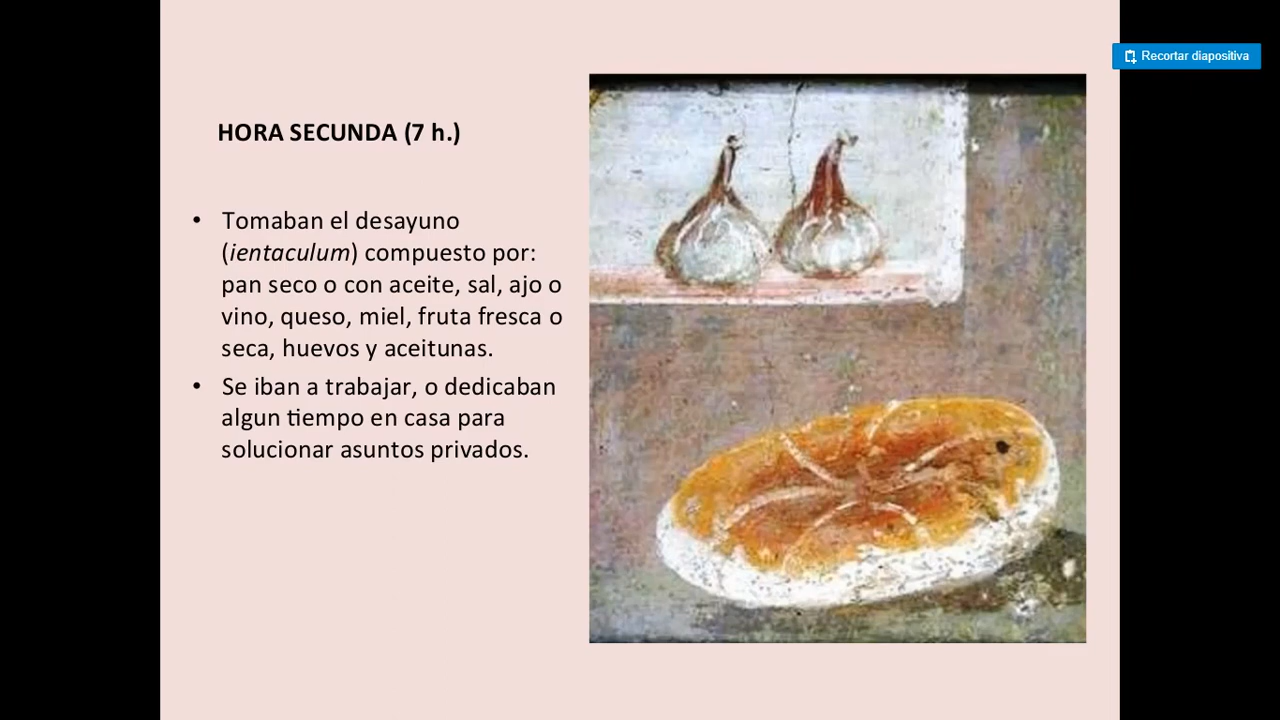 Recortar diapositiva
HORA SECUNDA (7 h.)
• Tomaban el desayuno
(ientaculum) compuesto por:
pan seco o con aceite, sal, ajo o
vino, queso, miel, fruta fresca o
seca, huevos y aceitunas.
• Se iban a trabajar, o dedicaban
algun tiempo en casa para
solucionar asuntos privados.